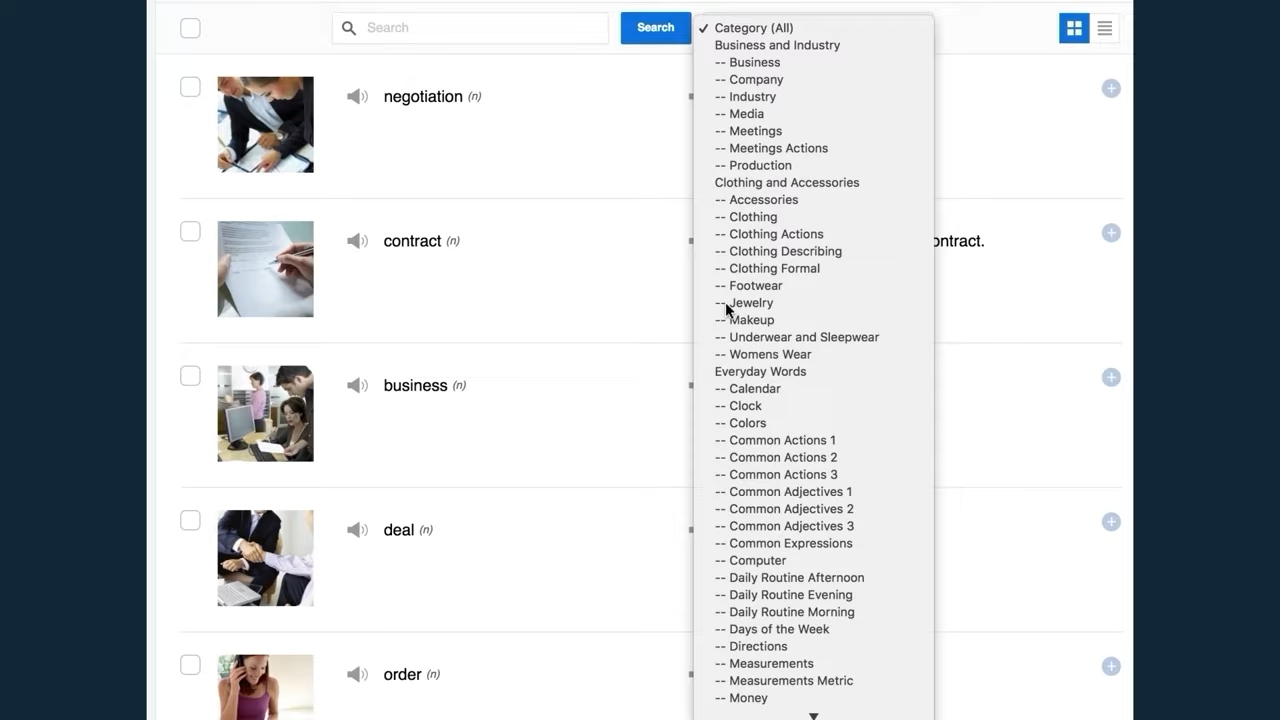 Search
Search
Category (All)
Business and Industry
-- Business
-- Company
-- Industry
-- Media
-- Meetings
-- Meetings Actions
-- Production
Clothing and Accessories
-- Accessories
-- Clothing
-- Clothing Actions
-- Clothing Describing
-- Clothing Formal
-- Footwear
-- Jewelry
-- Makeup
-- Underwear and Sleepwear
-- Womens Wear
Everyday Words
-- Calendar
-- Clock
-- Colors
-- Common Actions 1
-- Common Actions 2
-- Common Actions 3
-- Common Adjectives 1
-- Common Adjectives 2
-- Common Adjectives 3
-- Common Expressions
-- Computer
-- Daily Routine Afternoon
-- Daily Routine Evening
-- Daily Routine Morning
-- Days of the Week
-- Directions
-- Measurements
-- Measurements Metric
-- Money
negotiation (n)
contract (n)
ontract.
business (n)
deal (n)
order (n)